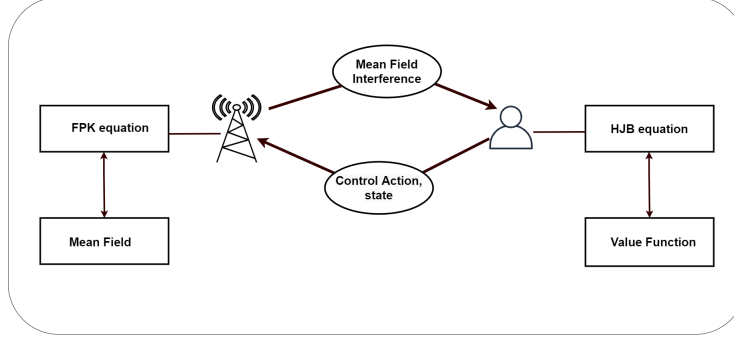 Mean Field
Interference
FPK equation
HJB equation
Control Action,
state
Mean Field
Value Function